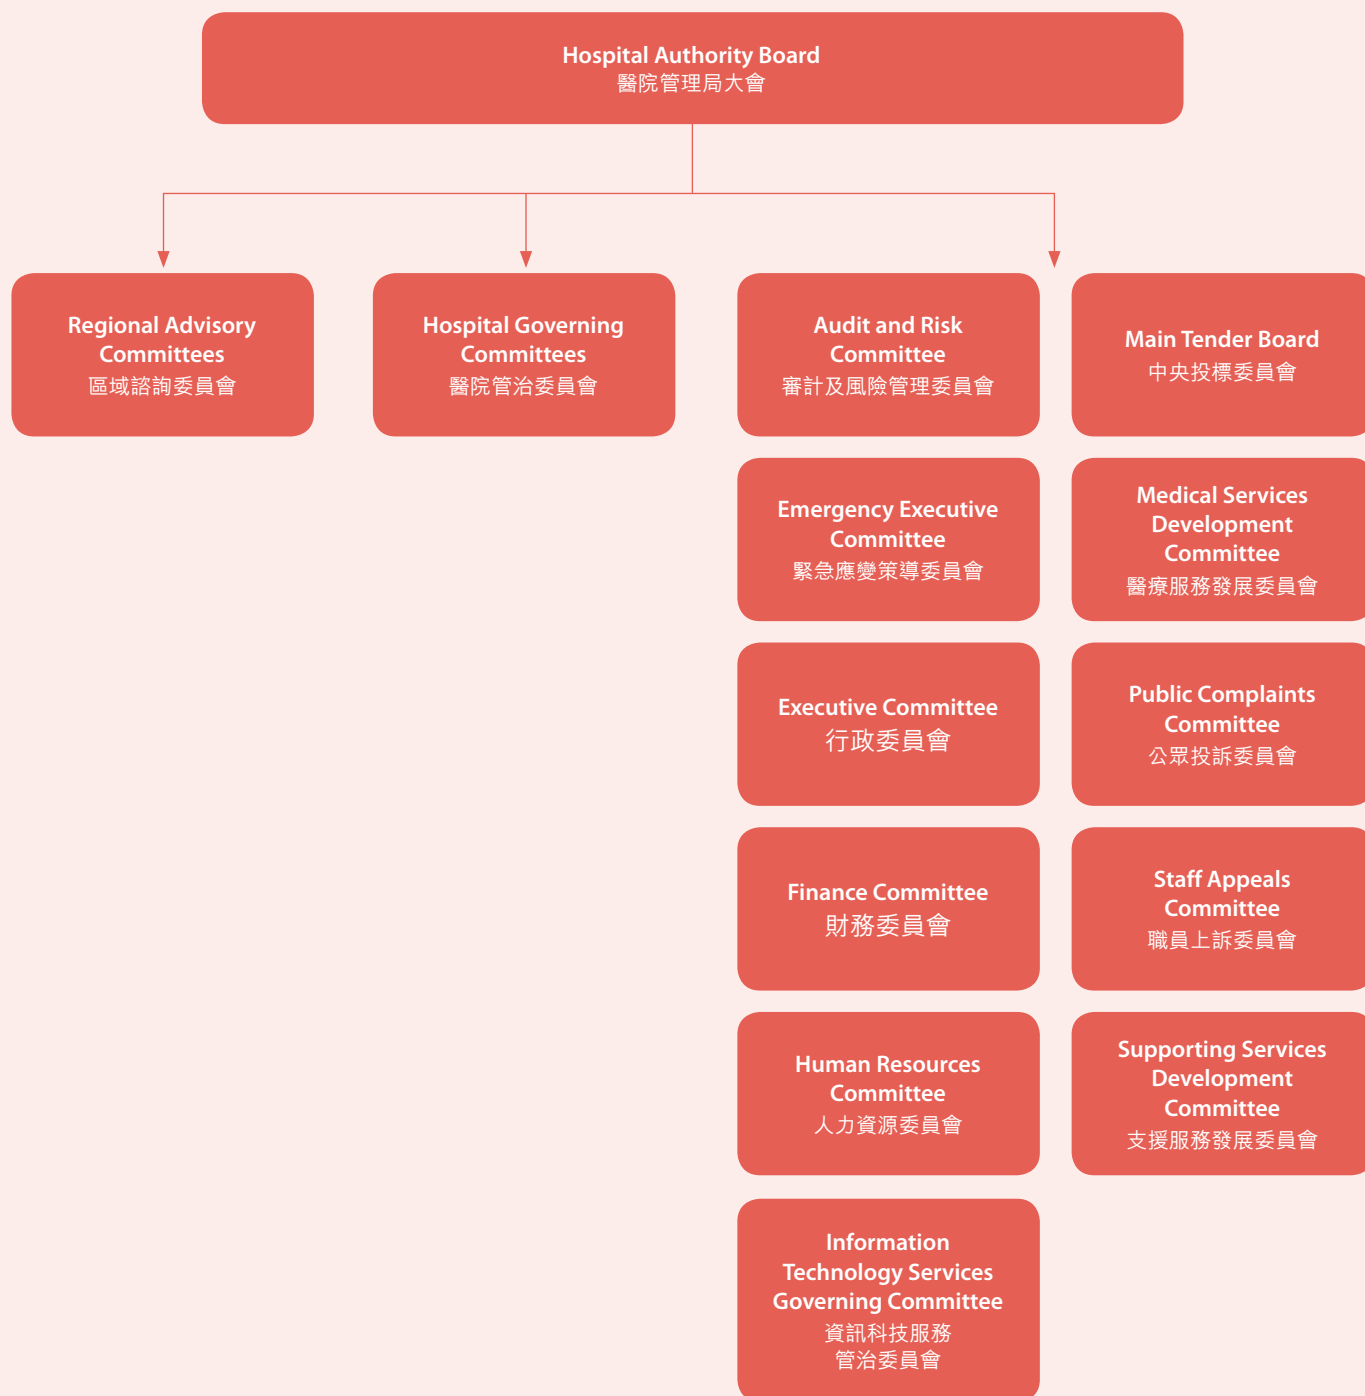 Hospital Authority Board
醫院管理局大會
Regional Advisory
Committees
區域諮詢委員會
Hospital Governing
Committees
醫院管治委員會
Audit and Risk
Committee
審計及風險管理委員會
Main Tender Board
中央投標委員會
Emergency Executive
Committee
緊急應變策導委員會
Medical Services
Development
Committee
醫療服務發展委員會
Executive Committee
行政委員會
Public Complaints
Committee
公眾投訴委員會
Finance Committee
財務委員會
Staff Appeals
Committee
職員上訴委員會
Human Resources
Committee
人力資源委員會
Supporting Services
Development
Committee
支援服務發展委員會
Information
Technology Services
Governing Committee
資訊科技服務
管治委員會